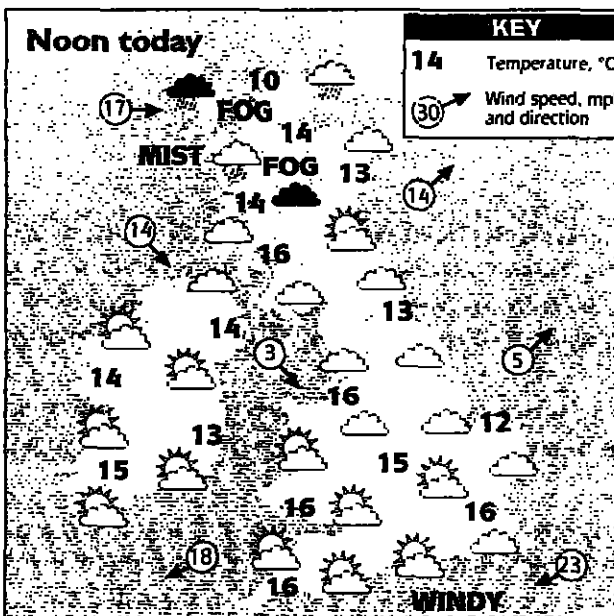 Noon today
KEY
14 Temperature, °C
30 Wind speed, mp
and direction
10
17
FOG
14
MIST
FOG
13
14
14
14
16
14
13
3
5
14
16
13
12
15
15
16
16
18
23
16
WINDY